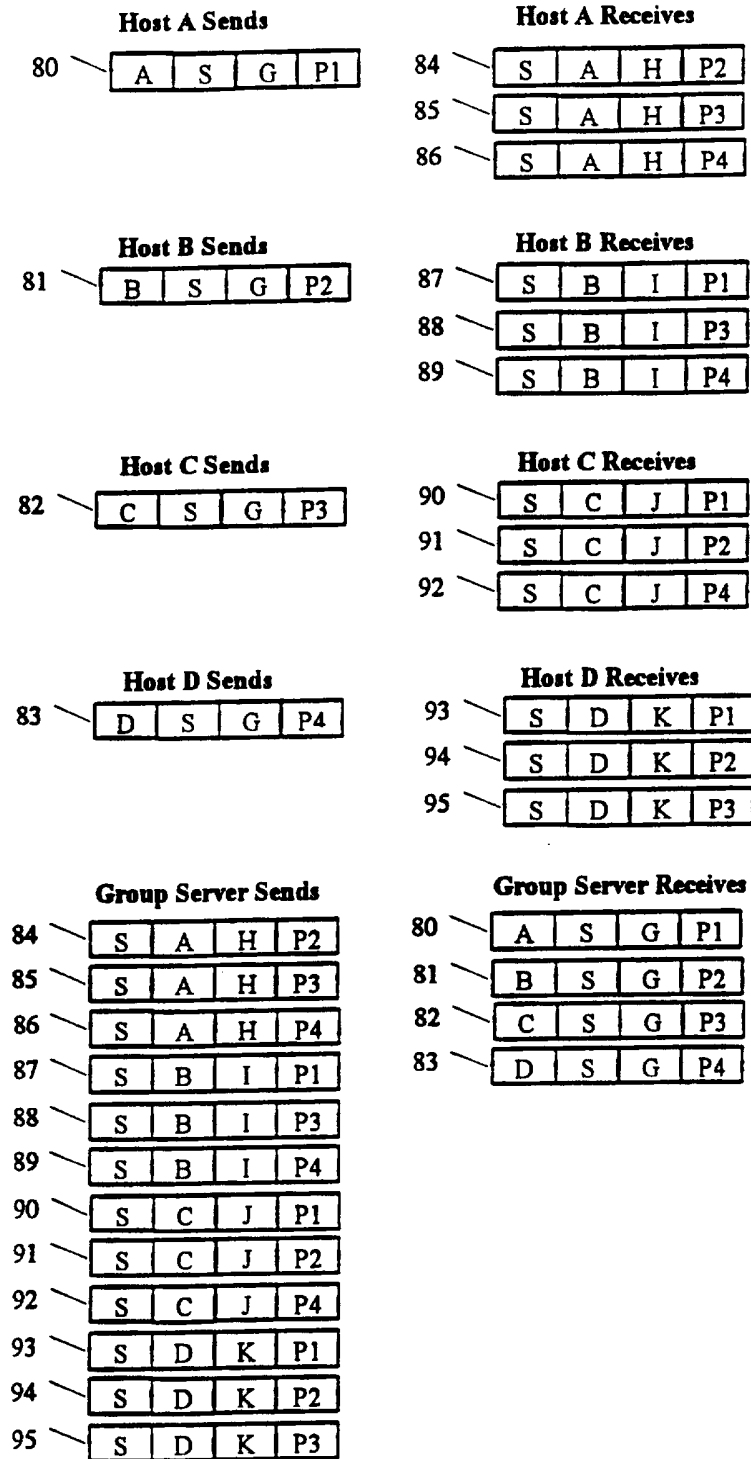 Host A Sends
80 A S G P1
Host A Receives
84 S A H P2
85 S A H P3
86 S A H P4
Host B Sends
81 B S G P2
Host B Receives
87 S B I P1
88 S B I P3
89 S B I P4
Host C Sends
82 C S G P3
Host C Receives
90 S C J P1
91 S C J P2
92 S C J P4
Host D Sends
83 D S G P4
Host D Receives
93 S D K P1
94 S D K P2
95 S D K P3
Group Server Sends
84 S A H P2
85 S A H P3
86 S A H P4
87 S B I P1
88 S B I P3
89 S B I P4
90 S C J P1
91 S C J P2
92 S C J P4
93 S D K P1
94 S D K P2
95 S D K P3
Group Server Receives
80 A S G P1
81 B S G P2
82 C S G P3
83 D S G P4